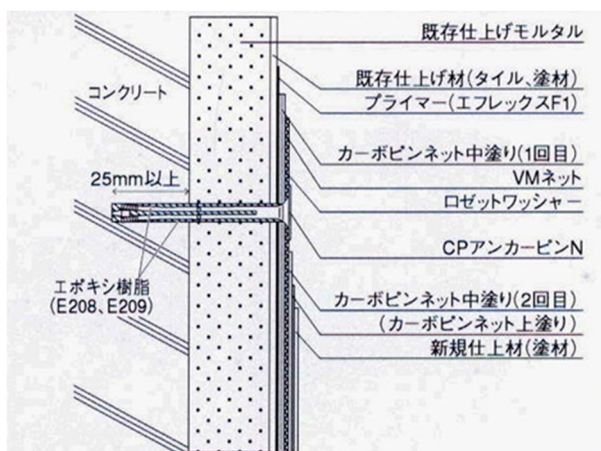 既存仕上げモルタル
コンクリート
既存仕上げ材(タイル、塗材)
プライマー(エフレックスF1)
カーボピンネット中塗り(1回目)
25mm以上
VMネット
ロゼットワッシャー
CPアンカーピンN
エポキシ樹脂
(E208、E209)
カーボピンネット中塗り(2回目)
(カーボピンネット上塗り)
新規仕上材(塗材)